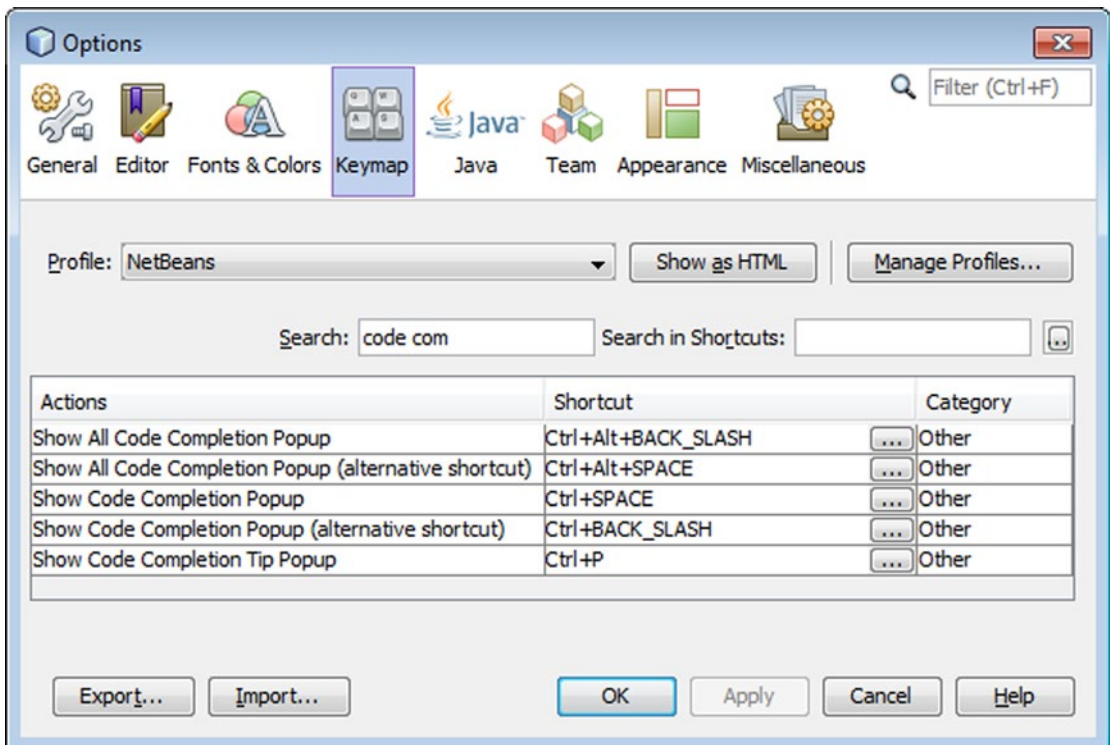 Options
Filter (Ctrl+F)
Java
General Editor Fonts & Colors Keymap Java Team Appearance Miscellaneous
Profile: NetBeans Show as HTML Manage Profiles...
Search: code com Search in Shortcuts: ...
Actions Shortcut Category
Show All Code Completion Popup Ctrl+Alt+BACK_SLASH ... Other
Show All Code Completion Popup (alternative shortcut) Ctrl+Alt+SPACE ... Other
Show Code Completion Popup Ctrl+SPACE ... Other
Show Code Completion Popup (alternative shortcut) Ctrl+BACK_SLASH ... Other
Show Code Completion Tip Popup Ctrl+P ... Other
Export... Import... OK Apply Cancel Help